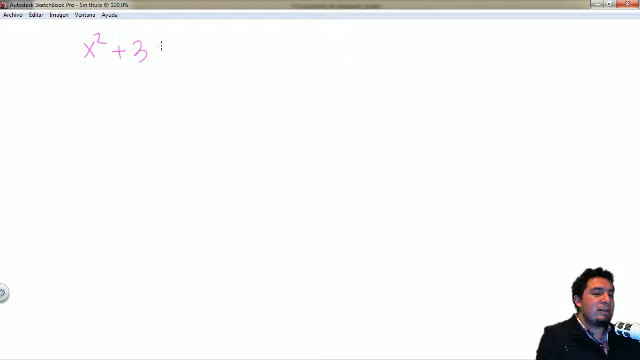 Autodesk SketchBook Pro - Sin título @ 100.0%
Archivo Editar Imagen Ventana Ayuda
x² + 3